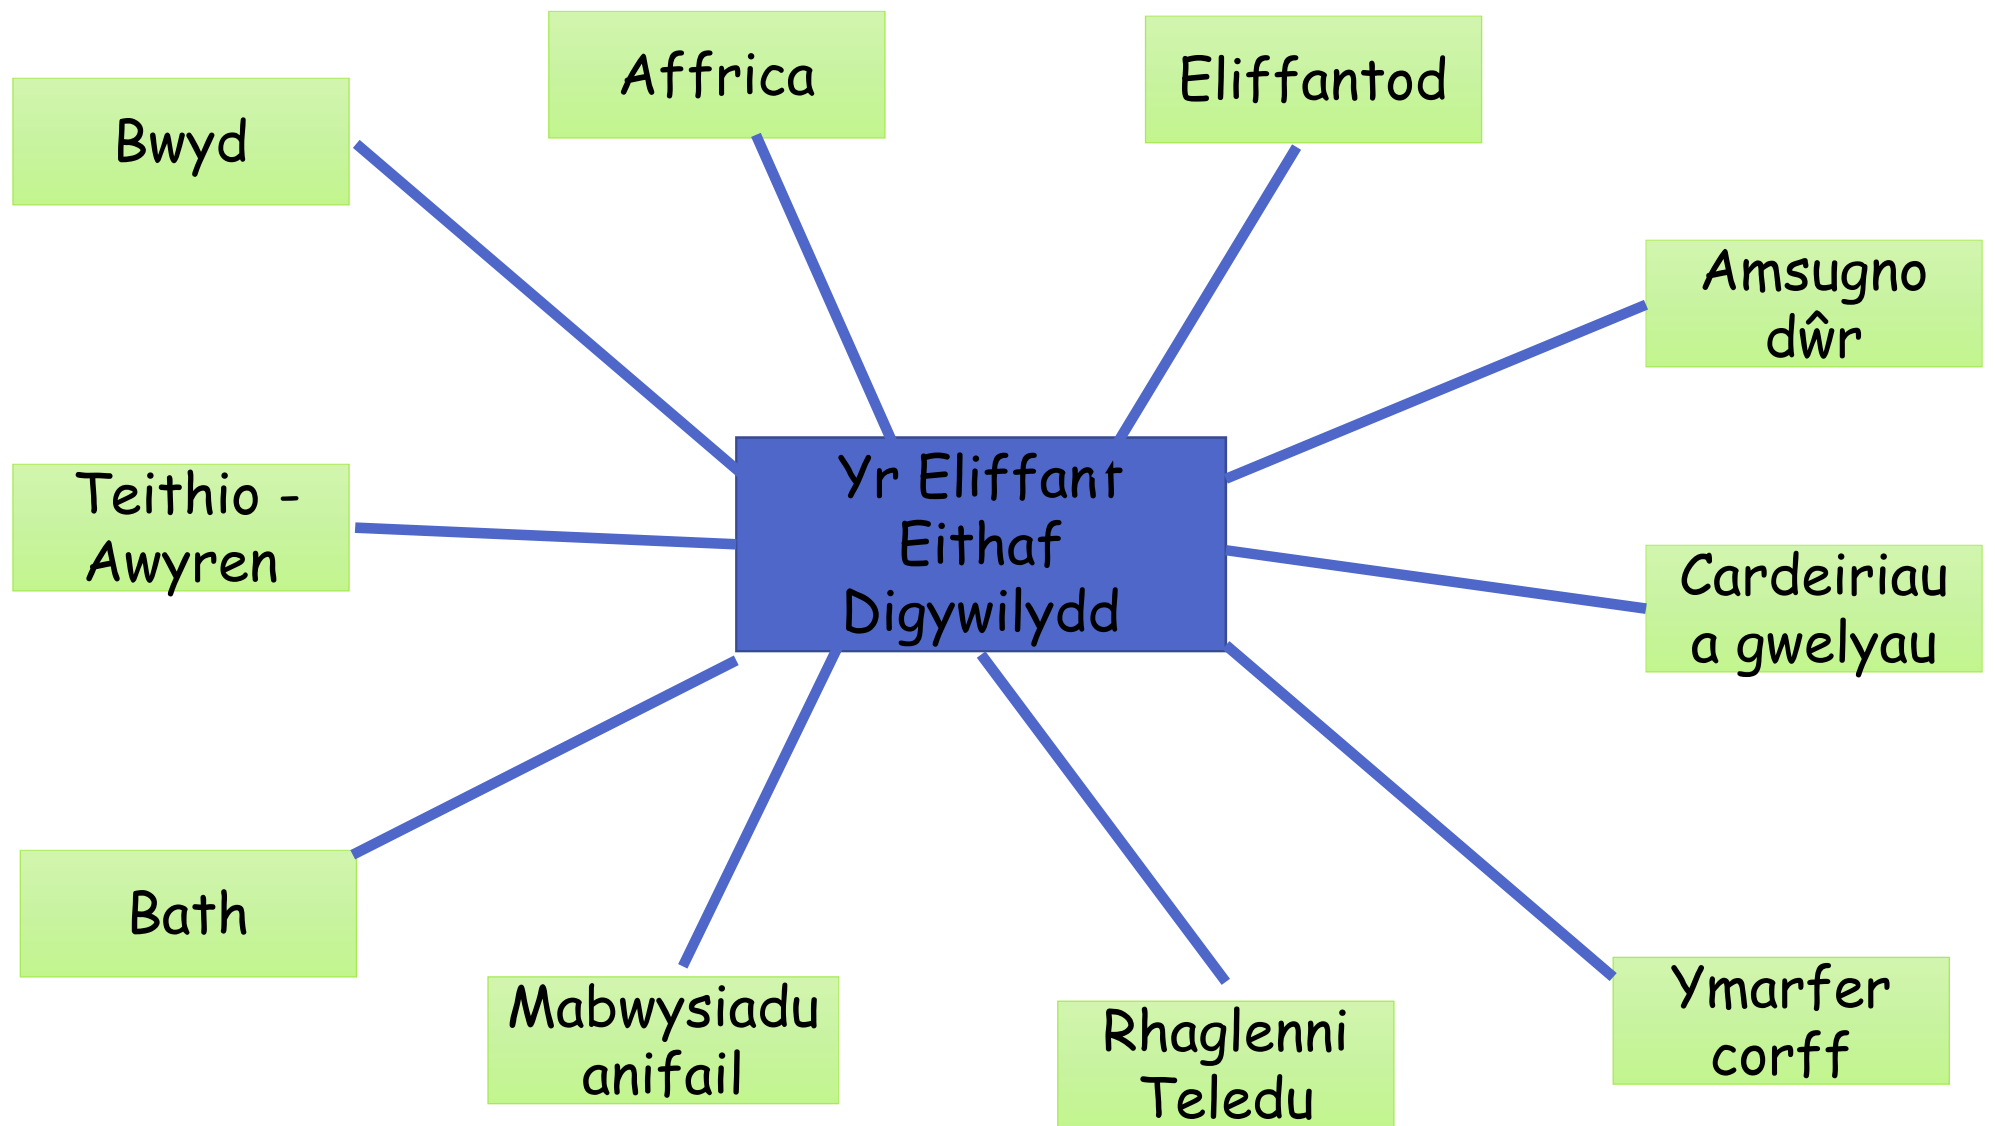 Affrica
Eliffantod
Bwyd
Amsugno
dŵr
Yr Eliffant
Eithaf
Digywilydd
Teithio -
Awyren
Cardeiriau
a gwelyau
Bath
Mabwysiadu
anifail
Rhaglenni
Teledu
Ymarfer
corff